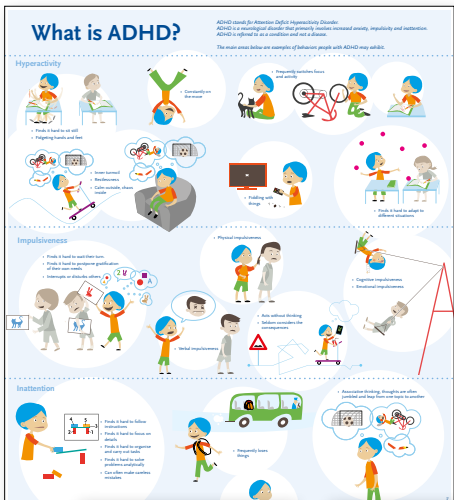 What is ADHD?
ADHD stands for Attention Deficit Hyperactivity Disorder.
ADHD is a neurological disorder that primarily involves increased anxiety, impulsivity and inattention.
ADHD is referred to as a condition and not a disease.
The main areas below are examples of behaviors people with ADHD may exhibit.
Hyperactivity
Finds it hard to sit still
Fidgeting hands and feet
Constantly on
the move
Frequently switches focus
and activity
Inner turmoil
Restlessness
Calm outside, chaos
inside
Fiddling with
things
Finds it hard to adapt to
different situations
Impulsiveness
Finds it hard to wait their turn
Finds it hard to postpone gratification
of their own needs
Interrupts or disturbs others
2
A
Physical impulsiveness
Verbal impulsiveness
Acts without thinking
Seldom considers the
consequences
Cognitive impulsiveness
Emotional impulsiveness
Inattention
4 5
2 1 3
Finds it hard to follow
instructions
Finds it hard to focus on
details
Finds it hard to organize
and carry out tasks
Finds it hard to solve
problems analytically
Can often make careless
mistakes
Frequently loses
things
Associative thinking, thoughts are often
jumbled and leap from one topic to another